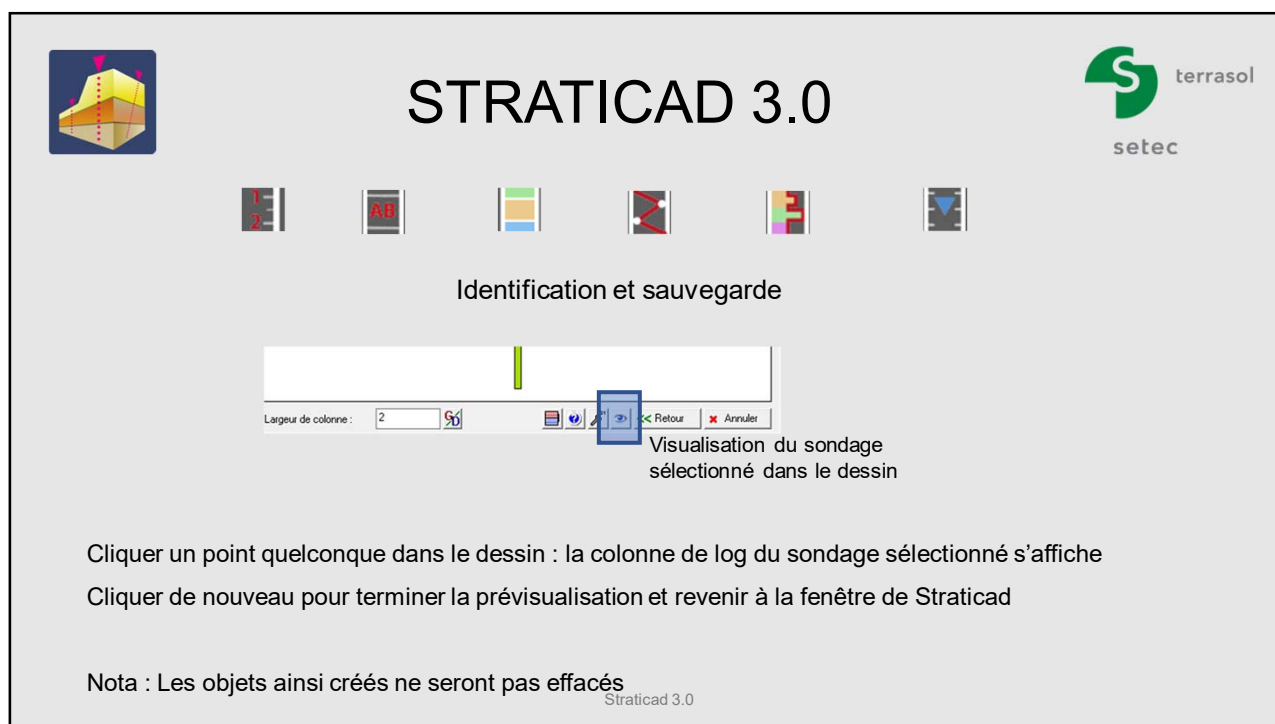 STRATICAD 3.0
terrasol
setec
1
2
AB
Identification et sauvegarde
Largeur de colonne :
2
G/D
<< Retour
Annuler
Visualisation du sondage
sélectionné dans le dessin
Cliquer un point quelconque dans le dessin : la colonne de log du sondage sélectionné s’affiche
Cliquer de nouveau pour terminer la prévisualisation et revenir à la fenêtre de Straticad
Nota : Les objets ainsi créés ne seront pas effacés
Straticad 3.0